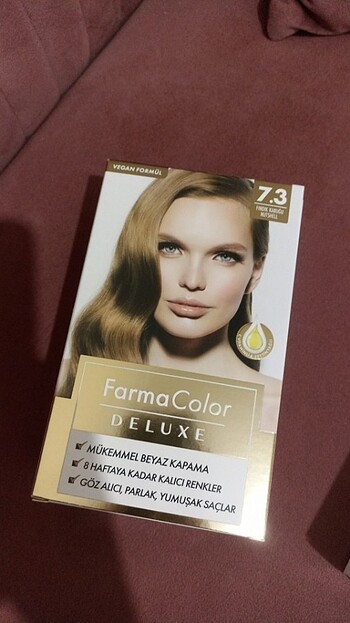 VEGAN FORMÜL
7.3
FINDIK KABUĞU
NUTSHELL
FarmaColor
DELUXE
MÜKEMMEL BEYAZ KAPAMA
8 HAFTAYA KADAR KALICI RENKLER
GÖZ ALICI, PARLAK, YUMUŞAK SAÇLAR